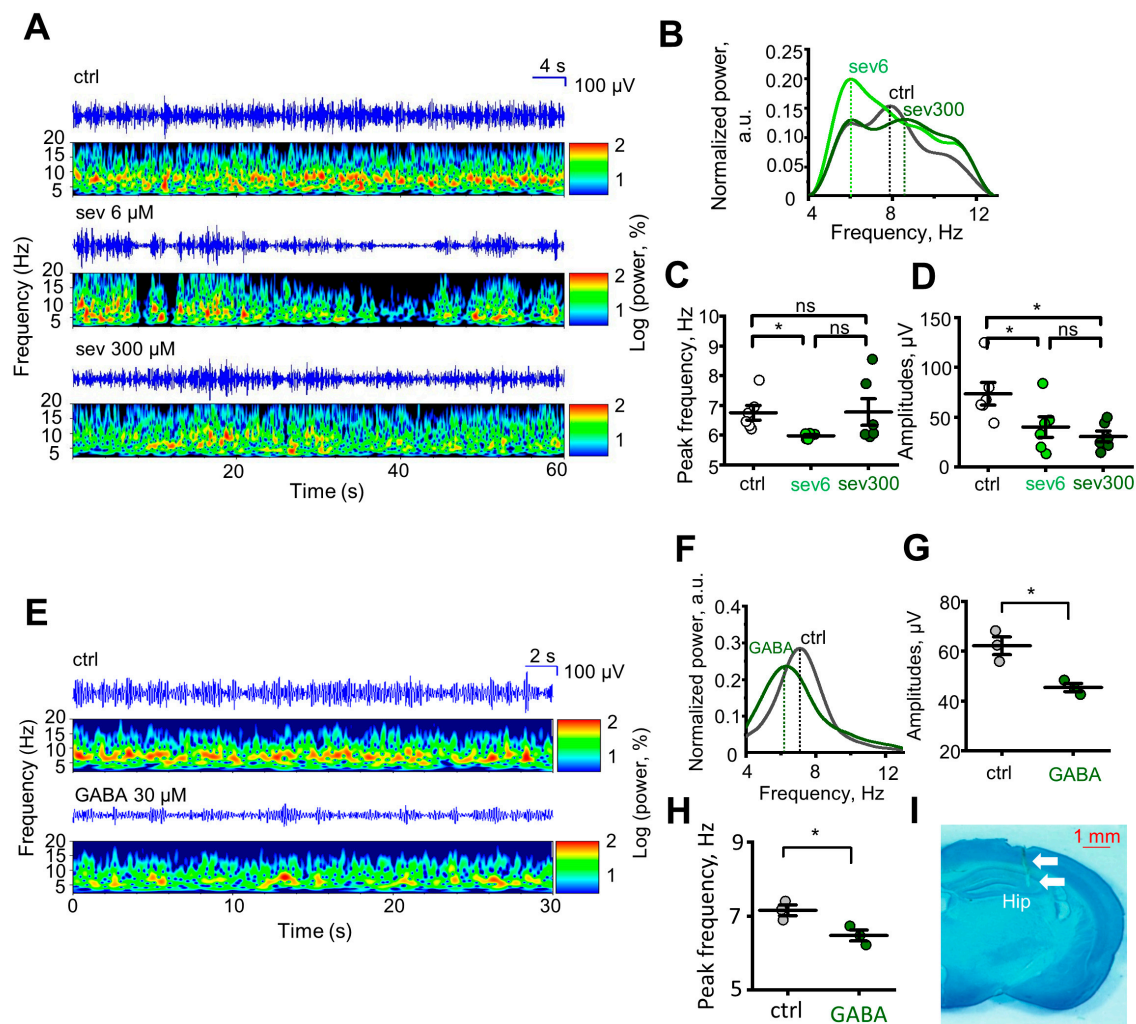 A
ctrl
4 s
100 µV
20
15
10
5
2
1
sev 6 µM
20
15
10
5
2
1
sev 300 µM
20
15
10
5
2
1
Frequency (Hz)
Log (power, %)
20
40
60
Time (s)
B
Normalized power,
a.u.
0.25
0.20
0.15
0.10
0.05
0
4
8
12
Frequency, Hz
sev6
ctrl
sev300
C
Peak frequency, Hz
10
9
8
7
6
5
ns
*
ns
ctrl
sev6
sev300
D
Amplitudes, µV
150
100
50
0
*
*
ns
ctrl
sev6
sev300
E
ctrl
2 s
100 µV
20
15
10
5
2
1
GABA 30 µM
20
15
10
5
2
1
Frequency (Hz)
Log (power, %)
0
10
20
30
Time (s)
F
Normalized power, a.u.
0.4
0.3
0.2
0.1
0
4
8
12
Frequency, Hz
GABA
ctrl
G
Amplitudes, µV
80
60
40
20
*
ctrl
GABA
H
Peak frequency, Hz
9
7
5
*
ctrl
GABA
I
1 mm
Hip